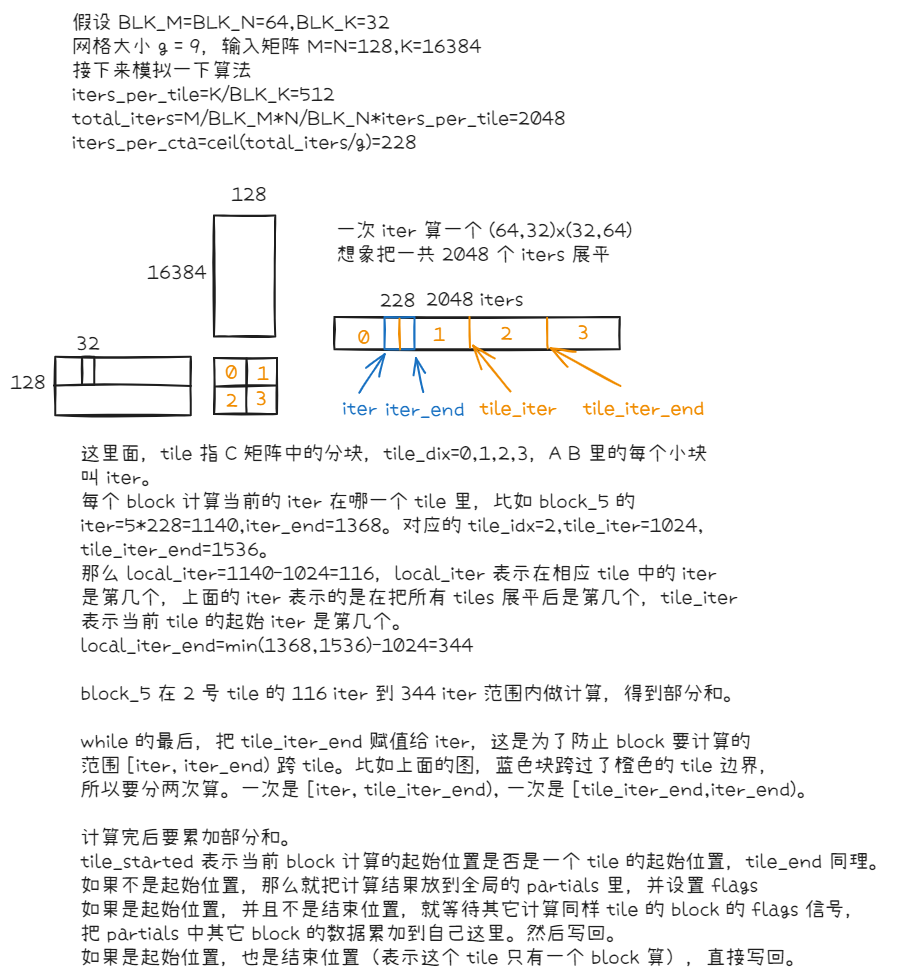 假设 BLK_M=BLK_N=64,BLK_K=32
网格大小 g = 9，输入矩阵 M=N=128,K=16384
接下来模拟一下算法
iters_per_tile=K/BLK_K=512
total_iters=M/BLK_M*N/BLK_N*iters_per_tile=2048
iters_per_cta=ceil(total_iters/g)=228
128
16384
一次 iter 算一个 (64,32)x(32,64)
想象把一共 2048 个 iters 展平
228 2048 iters
0 1 2 3
32
128
0 1
2 3
iter iter_end tile_iter tile_iter_end
这里面，tile 指 C 矩阵中的分块，tile_dix=0,1,2,3，A B 里的每个小块
叫 iter。
每个 block 计算当前的 iter 在哪一个 tile 里，比如 block_5 的
iter=5*228=1140,iter_end=1368。对应的 tile_idx=2,tile_iter=1024,
tile_iter_end=1536。
那么 local_iter=1140-1024=116，local_iter 表示在相应 tile 中的 iter
是第几个，上面的 iter 表示的是在把所有 tiles 展平后是第几个，tile_iter
表示当前 tile 的起始 iter 是第几个。
local_iter_end=min(1368,1536)-1024=344
block_5 在 2 号 tile 的 116 iter 到 344 iter 范围内做计算，得到部分和。
while 的最后，把 tile_iter_end 赋值给 iter，这是为了防止 block 要计算的
范围 [iter, iter_end) 跨 tile。比如上面的图，蓝色块跨过了橙色的 tile 边界，
所以要分两次算。一次是 [iter, tile_iter_end), 一次是 [tile_iter_end,iter_end)。
计算完后要累加部分和。
tile_started 表示当前 block 计算的起始位置是否是一个 tile 的起始位置，tile_end 同理。
如果不是起始位置，那么就把计算结果放到全局的 partials 里，并设置 flags
如果是起始位置，并且不是结束位置，就等待其它计算同样 tile 的 block 的 flags 信号，
把 partials 中其它 block 的数据累加到自己这里。然后写回。
如果是起始位置，也是结束位置（表示这个 tile 只有一个 block 算），直接写回。